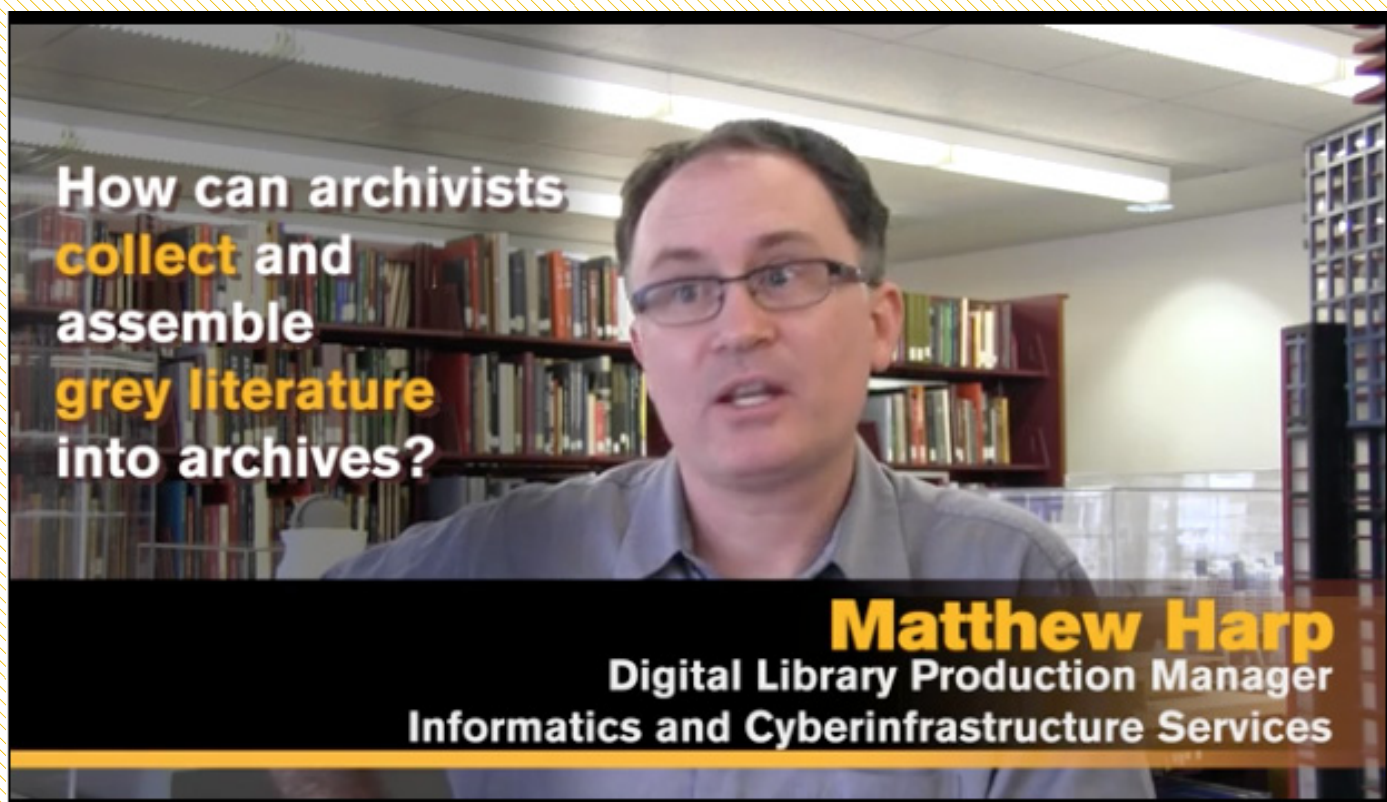 How can archivists
collect and
assemble
grey literature
into archives?
Matthew Harp
Digital Library Production Manager
Informatics and Cyberinfrastructure Services